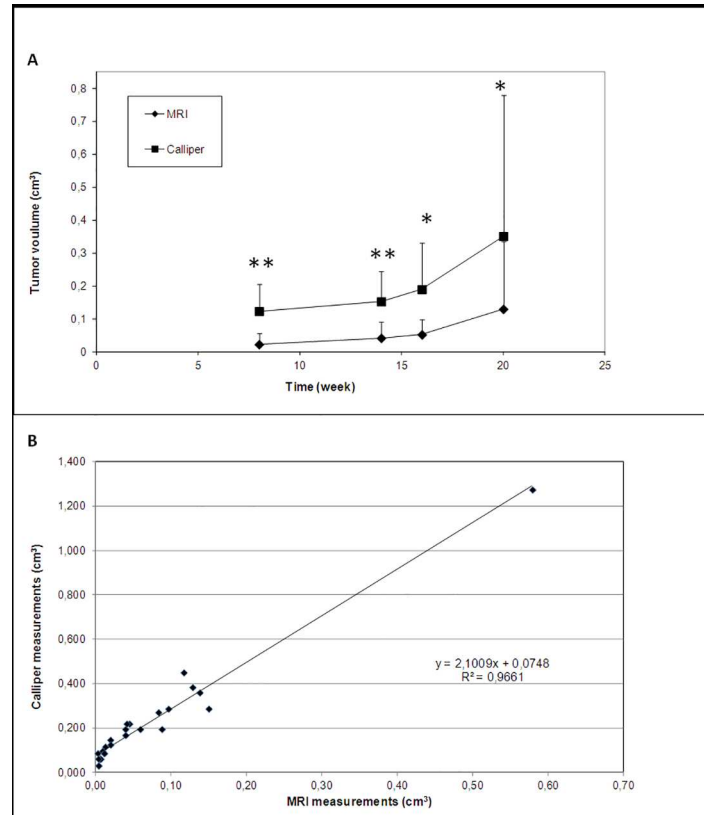 A
0,8
0,7
0,6
0,5
0,4
0,3
0,2
0,1
0
Tumor voulume (cm³)
MRI
Calliper
**
**
*
*
0 5 10 15 20 25
Time (week)
B
1,400
1,200
1,000
0,800
0,600
0,400
0,200
0,000
Calliper measurements (cm³)
y = 2,1009x + 0,0748
R² = 0,9661
0,00 0,10 0,20 0,30 0,40 0,50 0,60 0,70
MRI measurements (cm³)